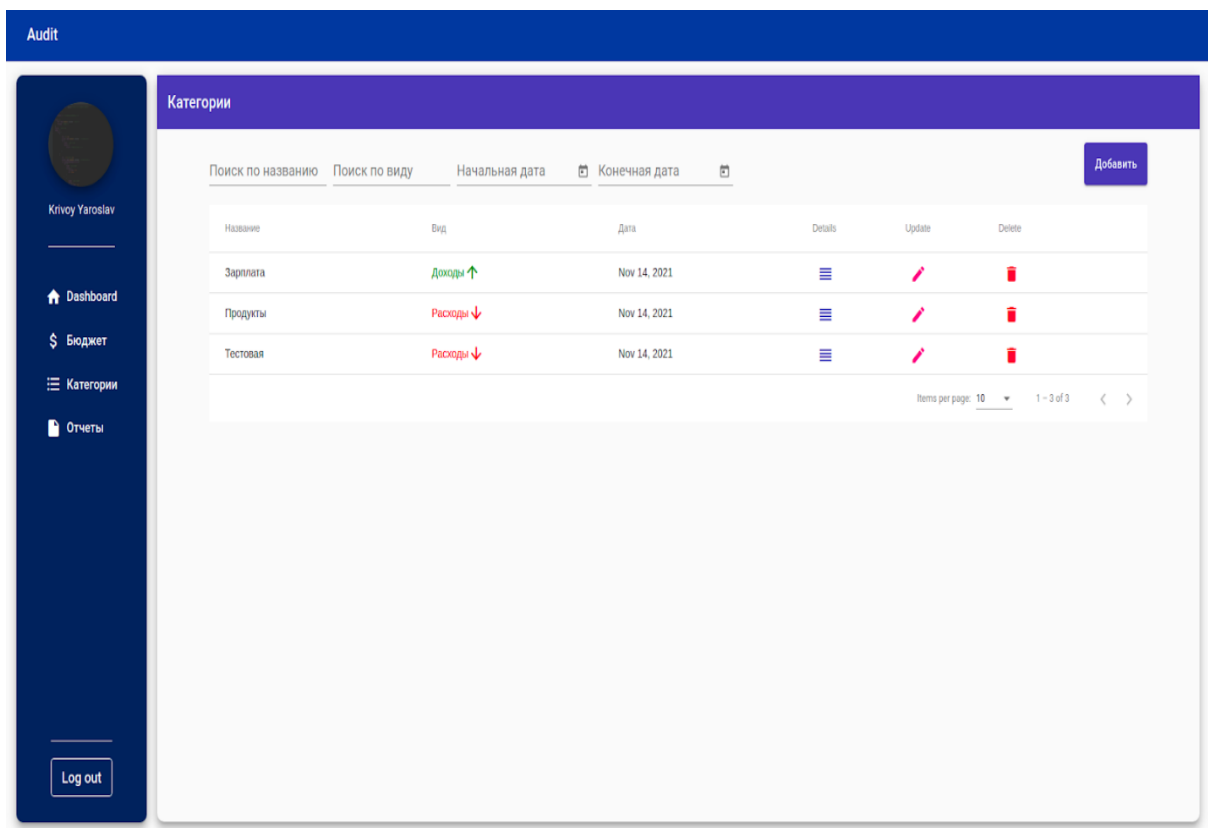 Audit
Krivoy Yaroslav
Dashboard
Бюджет
Категории
Отчеты
Log out
Категории
Поиск по названию Поиск по виду Начальная дата Конечная дата
Добавить
Название Вид Дата Details Update Delete
Зарплата Доходы Nov 14, 2021
Продукты Расходы Nov 14, 2021
Тестовая Расходы Nov 14, 2021
Items per page: 10 1 – 3 of 3